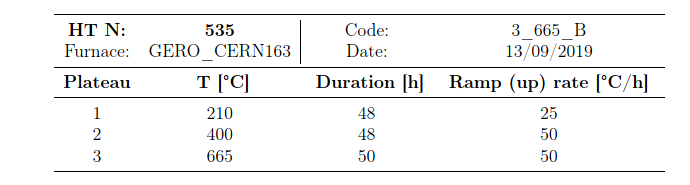 HT N: 535 Code: 3_665_B
Furnace: GERO_CERN163 Date: 13/09/2019
Plateau T [°C] Duration [h] Ramp (up) rate [°C/h]
1 210 48 25
2 400 48 50
3 665 50 50